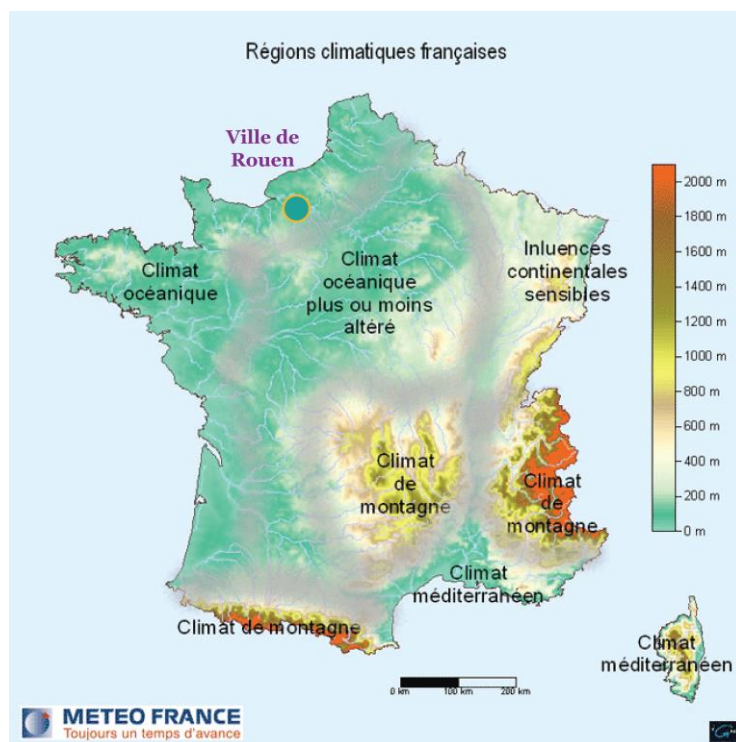 Régions climatiques françaises
Ville de
Rouen
2000 m
1800 m
1600 m
1400 m
1200 m
1000 m
800 m
600 m
400 m
200 m
0 m
Climat
océanique
Climat
océanique
plus ou moins
altéré
Inluences
continentales
sensibles
Climat
de
montagne
Climat
de
montagne
Climat
méditerranéen
Climat de montagne
Climat
méditerranéen
0 km
100 km
200 km
METEO FRANCE
Toujours un temps d'avance